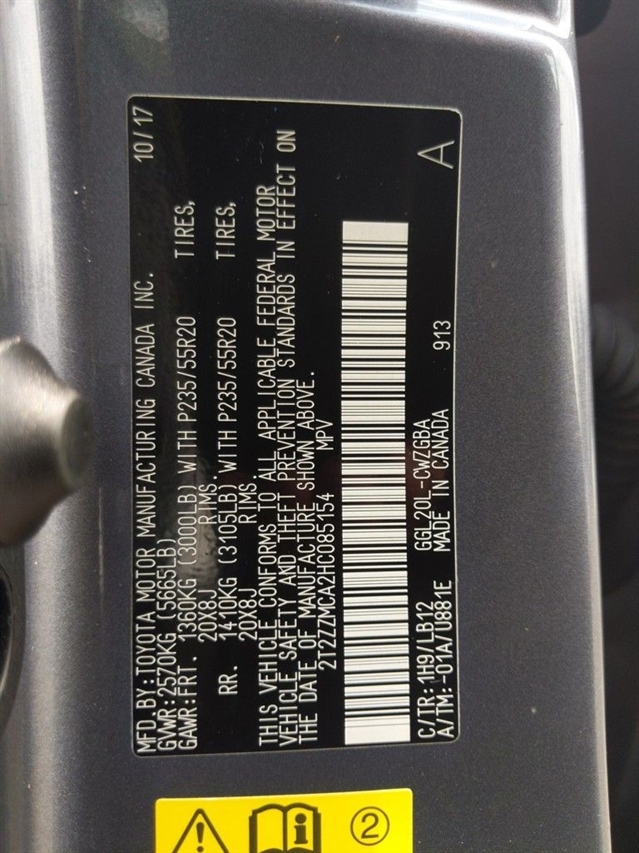 MFD. BY: TOYOTA MOTOR MANUFACTURING CANADA INC. 10/17
GVWR: 2570KG (5665LB)
GAWR: FRT. 1360KG (3000LB) WITH P235/55R20 TIRES,
20X8J RIMS.
RR. 1410KG (3105LB) WITH P235/55R20 TIRES,
20X8J RIMS.
THIS VEHICLE CONFORMS TO ALL APPLICABLE FEDERAL MOTOR
VEHICLE SAFETY AND THEFT PREVENTION STANDARDS IN EFFECT ON
THE DATE OF MANUFACTURE SHOWN ABOVE.
2T2ZZMCA2HC085154 MPV
C/TR: 1H9/LB12 GGL20L-CWZGBA
A/TM: -01A/U881E MADE IN CANADA 913 A
2